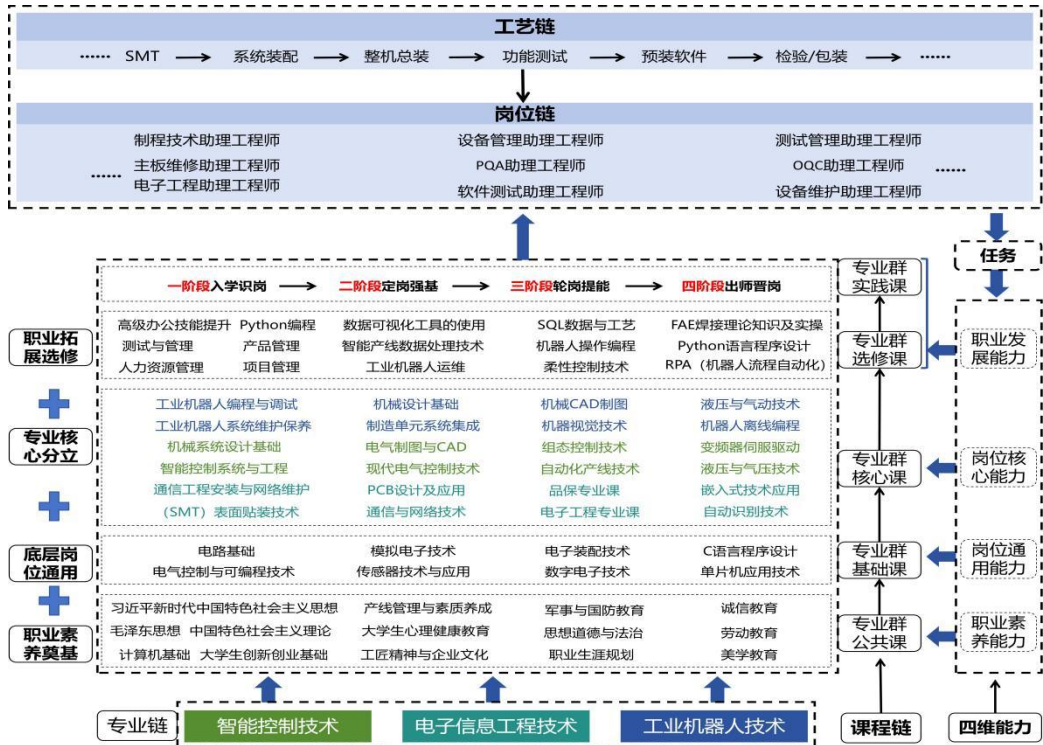 工艺链
…… SMT 系统装配 整机总装 功能测试 预装软件 检验/包装 ……
岗位链
制程技术助理工程师 设备管理助理工程师 测试管理助理工程师
…… 主板维修助理工程师 PQA助理工程师 OQC助理工程师 ……
电子工程助理工程师 软件测试助理工程师 设备维护助理工程师
任务
一阶段入学识岗 二阶段定岗强基 三阶段轮岗提能 四阶段出师晋岗
专业群
实践课
职业拓
展选修
高级办公技能提升 Python编程 数据可视化工具的使用 SQL数据与工艺 FAE焊接理论知识及实操
测试与管理 产品管理 智能产线数据处理技术 机器人操作编程 Python语言程序设计
人力资源管理 项目管理 工业机器人运维 柔性控制技术 RPA（机器人流程自动化）
专业群
选修课
职业发
展能力
专业核
心分立
工业机器人编程与调试 机械设计基础 机械CAD制图 液压与气动技术
工业机器人系统维护保养 制造单元系统集成 机器视觉技术 机器人离线编程
机械系统设计基础 电气制图与CAD 组态控制技术 变频器伺服驱动
智能控制系统与工程 现代电气控制技术 自动化产线技术 液压与气压技术
通信工程安装与网络维护 PCB设计及应用 品保专业课 嵌入式技术应用
（SMT）表面贴装技术 通信与网络技术 电子工程专业课 自动识别技术
专业群
核心课
岗位核
心能力
底层岗
位通用
电路基础 模拟电子技术 电子装配技术 C语言程序设计
电气控制与可编程技术 传感器技术与应用 数字电子技术 单片机应用技术
专业群
基础课
岗位通
用能力
职业素
养奠基
习近平新时代中国特色社会主义思想 产线管理与素质养成 军事与国防教育 诚信教育
毛泽东思想 中国特色社会主义理论 大学生心理健康教育 思想道德与法治 劳动教育
计算机基础 大学生创新创业基础 工匠精神与企业文化 职业生涯规划 美学教育
专业群
公共课
职业素
养能力
专业链 智能控制技术 电子信息工程技术 工业机器人技术 课程链 四维能力